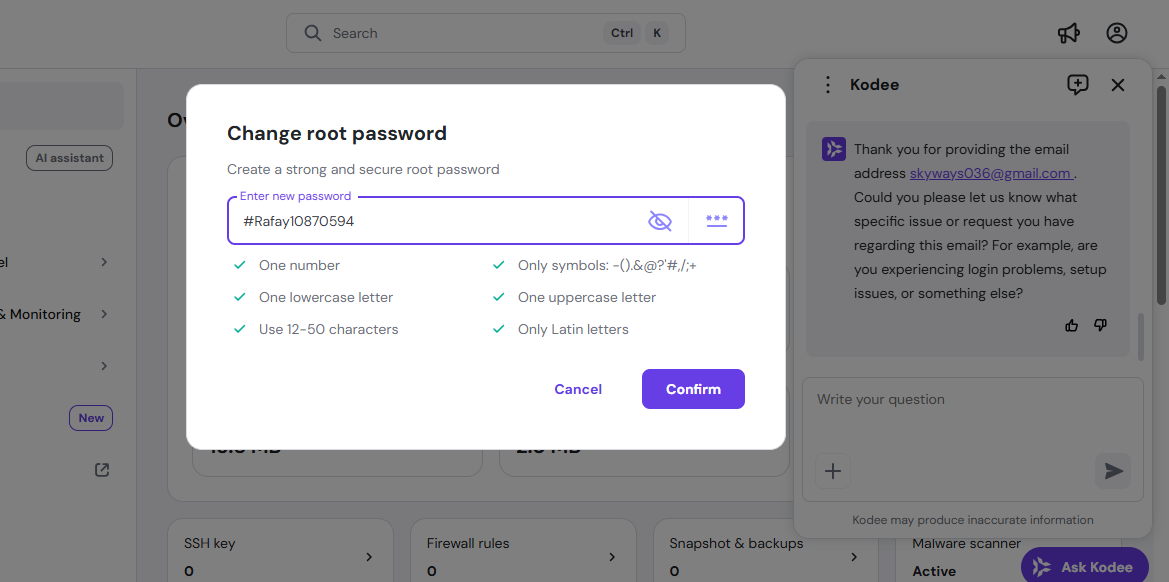 Search
Ctrl
K
AI assistant
& Monitoring
New
Change root password
Create a strong and secure root password
Enter new password
#Rafay10870594
One number
Only symbols: -().&@?'#,/;+
One lowercase letter
One uppercase letter
Use 12-50 characters
Only Latin letters
Cancel
Confirm
SSH key
0
Firewall rules
0
Snapshot & backups
0
Malware scanner
Active
Kodee
Thank you for providing the email
address skyways036@gmail.com .
Could you please let us know what
specific issue or request you have
regarding this email? For example, are
you experiencing login problems, setup
issues, or something else?
Write your question
Kodee may produce inaccurate information
Ask Kodee